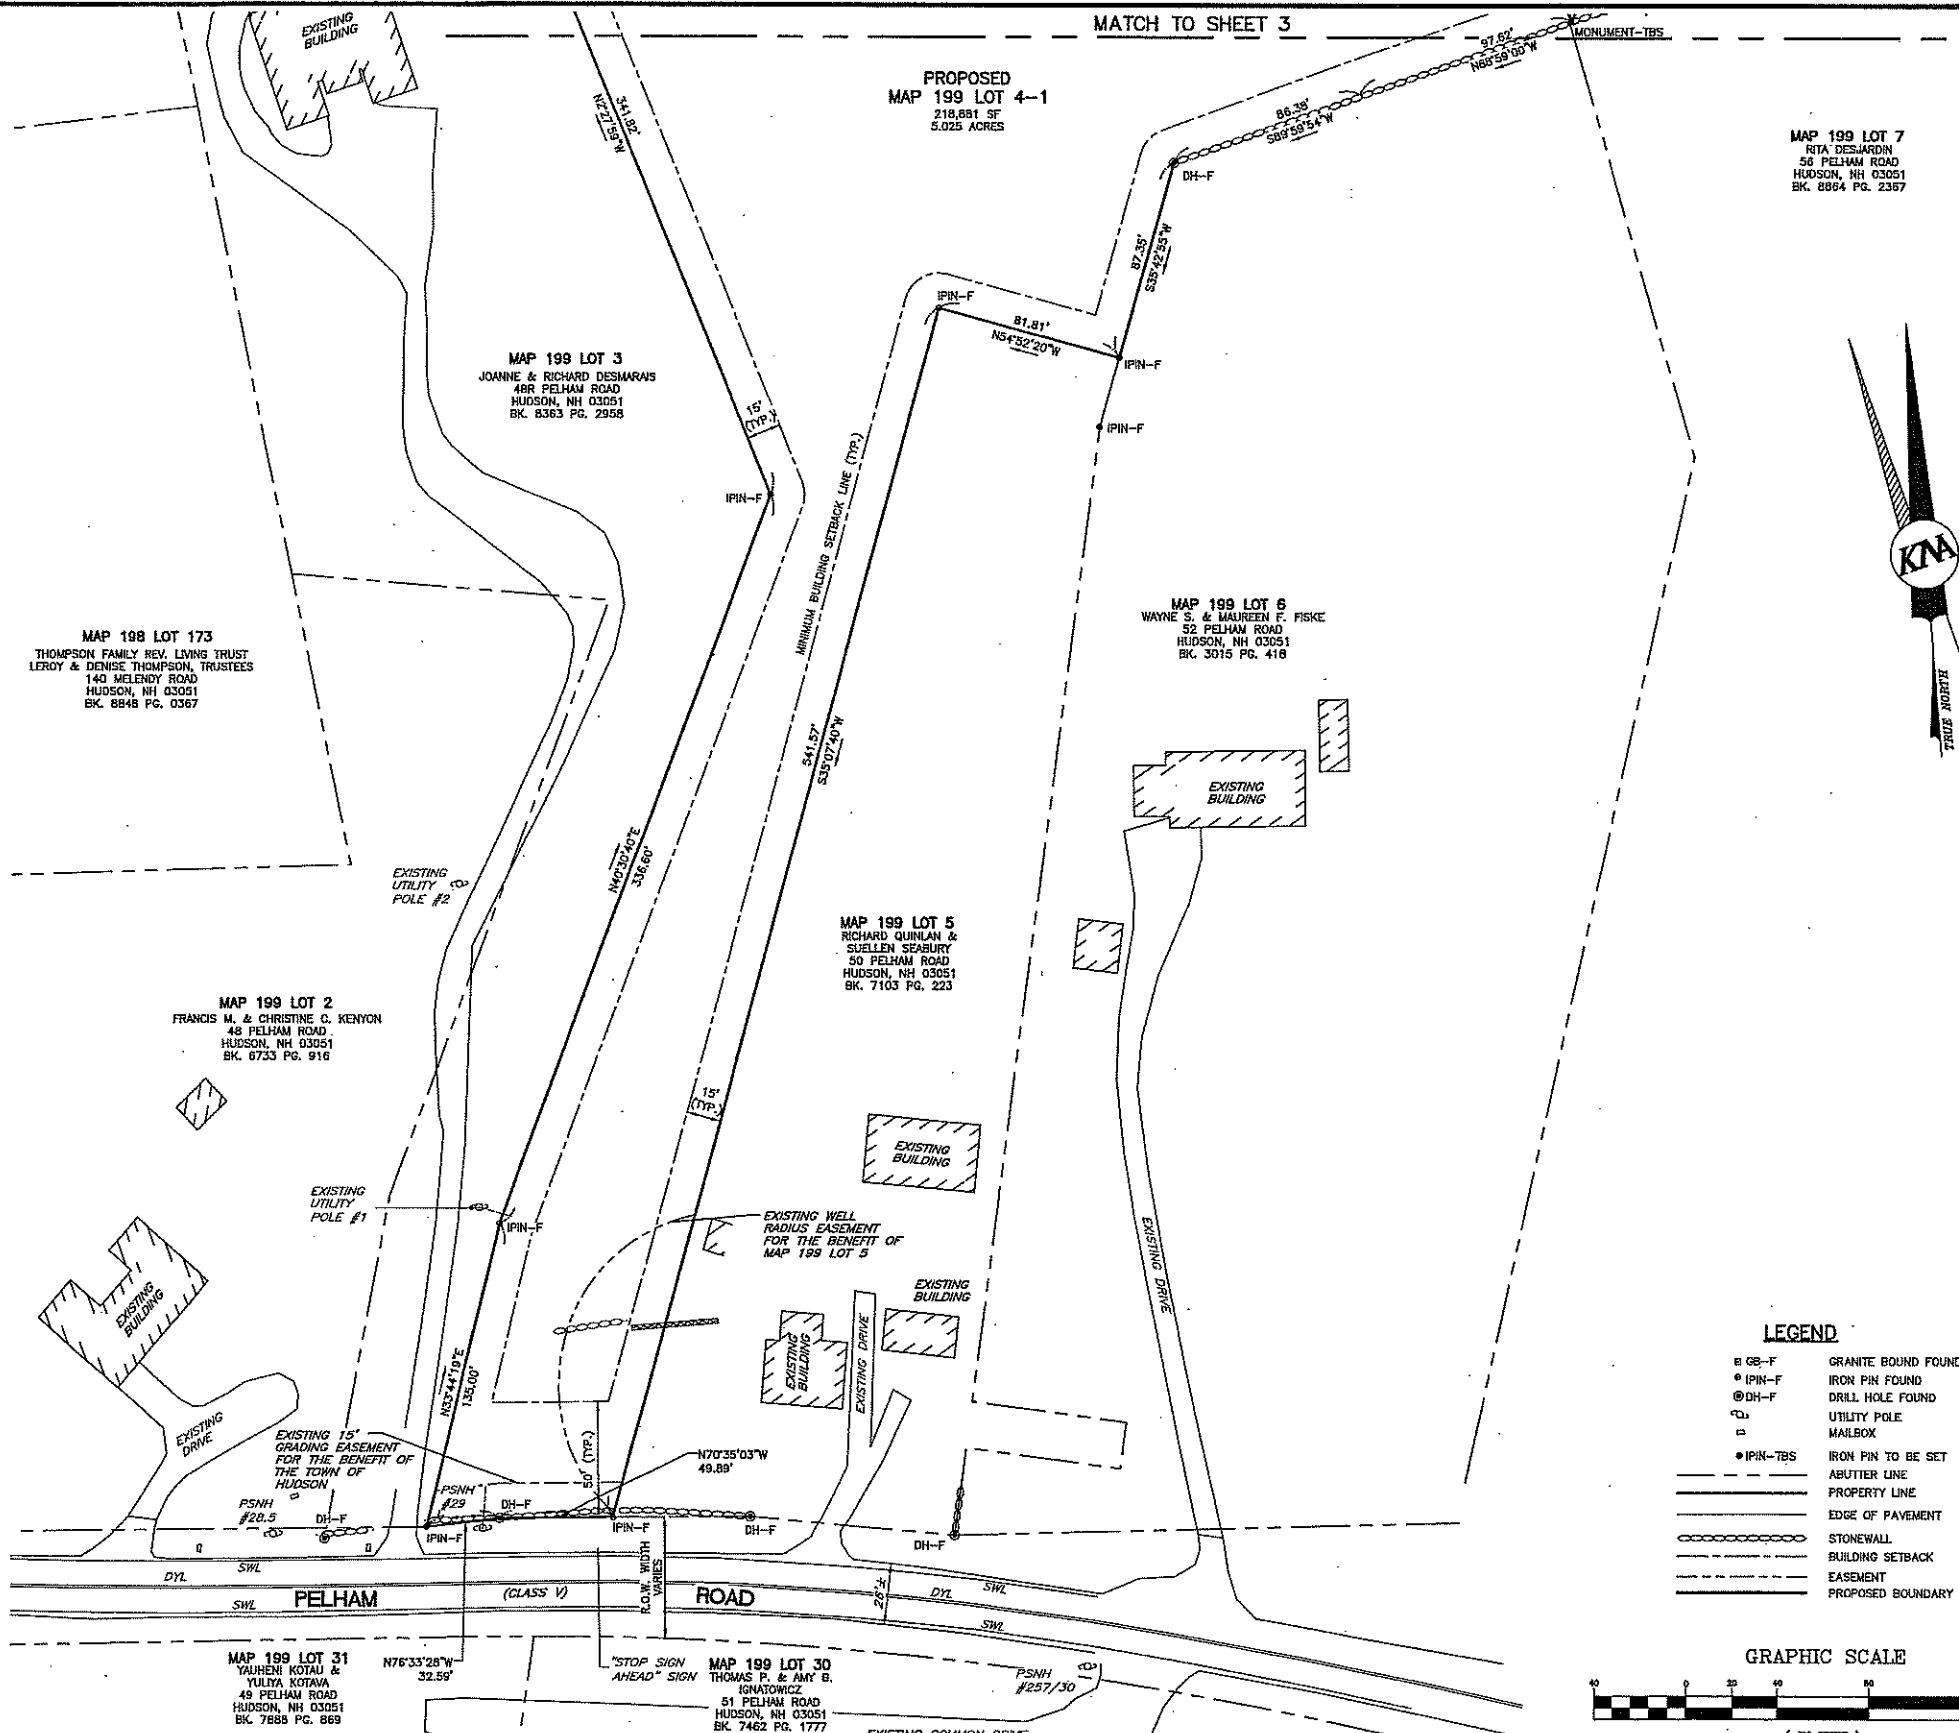 MATCH TO SHEET 3
EXISTING
BUILDING
PROPOSED
MAP 199 LOT 4-1
218,881 SF
5.025 ACRES
341.82'
N2°27'59"W
97.62'
N88°59'00"W
MONUMENT-TBS
86.38'
S89°59'54"W
DH-F
MAP 199 LOT 7
RITA DESJARDIN
56 PELHAM ROAD
HUDSON, NH 03051
BK. 8864 PG. 2367
87.35'
S35°42'55"W
IPIN-F
81.81'
N54°52'20"W
IPIN-F
IPIN-F
MAP 199 LOT 3
JOANNE & RICHARD DESMARAIS
48R PELHAM ROAD
HUDSON, NH 03051
BK. 8363 PG. 2958
15'
(TYP.)
IPIN-F
MINIMUM BUILDING SETBACK LINE (TYP.)
KNA
TRUE NORTH
MAP 198 LOT 173
THOMPSON FAMILY REV. LIVING TRUST
LEROY & DENISE THOMPSON, TRUSTEES
140 MELENDY ROAD
HUDSON, NH 03051
BK. 8848 PG. 0367
MAP 199 LOT 6
WAYNE S. & MAUREEN F. FISKE
52 PELHAM ROAD
HUDSON, NH 03051
BK. 3015 PG. 418
541.57'
S35°07'40"W
EXISTING
BUILDING
N40°30'40"E
336.60'
EXISTING
UTILITY
POLE #2
MAP 199 LOT 5
RICHARD QUINLAN &
SUELLEN SEABURY
50 PELHAM ROAD
HUDSON, NH 03051
BK. 7103 PG. 223
MAP 199 LOT 2
FRANCIS M. & CHRISTINE C. KENYON
48 PELHAM ROAD
HUDSON, NH 03051
BK. 6733 PG. 916
15'
(TYP.)
EXISTING
BUILDING
EXISTING
UTILITY
POLE #1
IPIN-F
EXISTING WELL
RADIUS EASEMENT
FOR THE BENEFIT OF
MAP 199 LOT 5
EXISTING DRIVE
EXISTING
BUILDING
EXISTING
BUILDING
EXISTING
BUILDING
EXISTING DRIVE
N33°44'19"E
135.00'
EXISTING
DRIVE
EXISTING 15'
GRADING EASEMENT
FOR THE BENEFIT OF
THE TOWN OF
HUDSON
50' (TYP.)
N70°35'03"W
49.89'
PSNH
#29
PSNH
#28.5
DH-F
DH-F
IPIN-F
IPIN-F
DH-F
DH-F
LEGEND
GB-F GRANITE BOUND FOUND
IPIN-F IRON PIN FOUND
DH-F DRILL HOLE FOUND
UTILITY POLE
MAILBOX
IPIN-TBS IRON PIN TO BE SET
ABUTTER LINE
PROPERTY LINE
EDGE OF PAVEMENT
STONEWALL
BUILDING SETBACK
EASEMENT
PROPOSED BOUNDARY
DYL
SWL
SWL
PELHAM
(CLASS V)
R.O.W. WIDTH
VARIES
ROAD
26'±
DYL
SWL
SWL
MAP 199 LOT 31
YAUHENI KOTAU &
YULIYA KOTAVA
49 PELHAM ROAD
HUDSON, NH 03051
BK. 7888 PG. 869
N76°33'28"W
32.59'
"STOP SIGN
AHEAD" SIGN
MAP 199 LOT 30
THOMAS P. & AMY B.
IGNATOWICZ
51 PELHAM ROAD
HUDSON, NH 03051
BK. 7462 PG. 1777
PSNH
#257/30
GRAPHIC SCALE
40 0 20 40 80